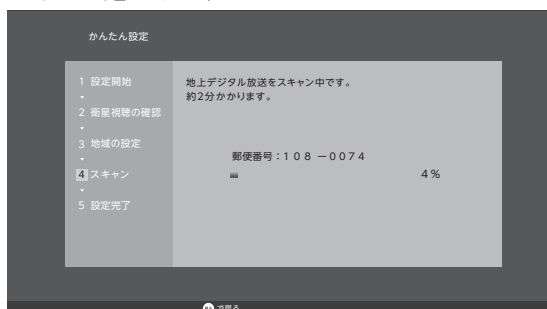 かんたん設定
1 設定開始
2 衛星視聴の確認
3 地域の設定
4 スキャン
5 設定完了
地上デジタル放送をスキャン中です。
約2分かかります。
郵便番号：１０８ －0074
4%
で戻る